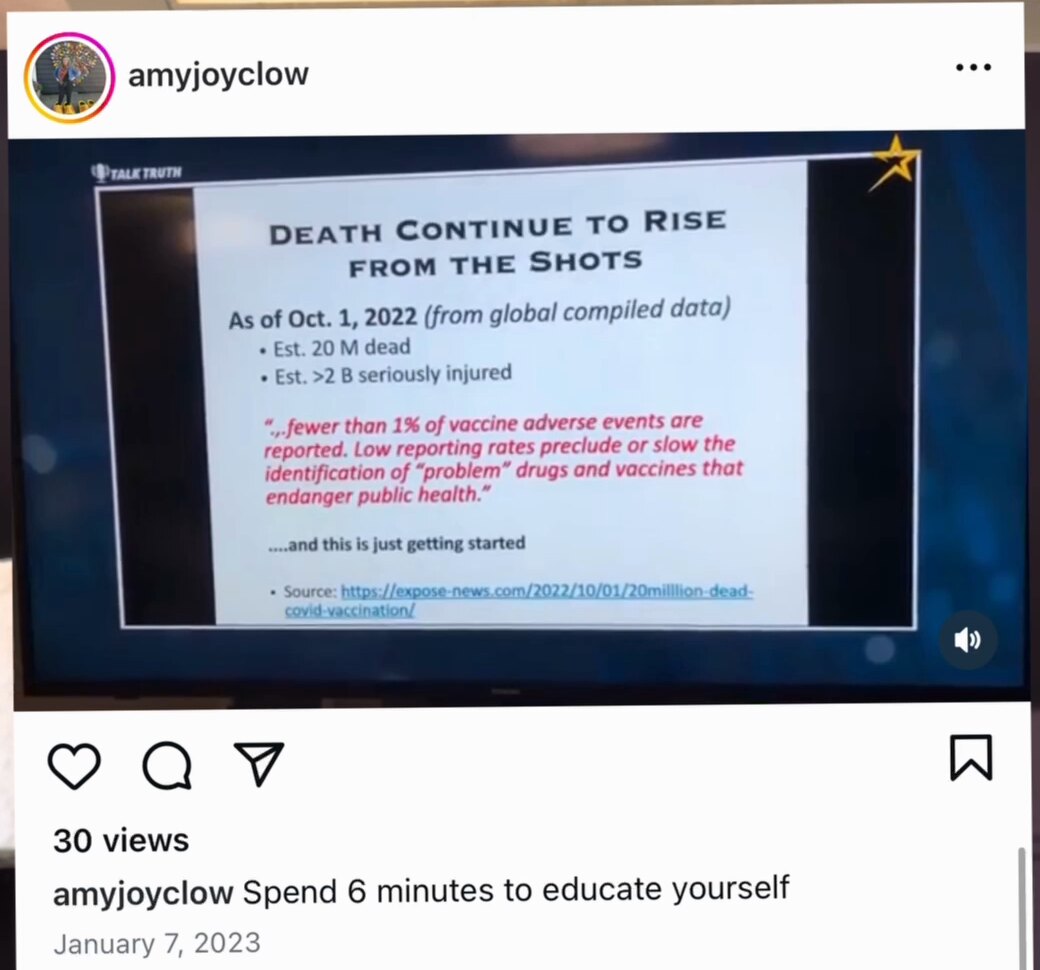 amyjoyclow
TALK TRUTH
DEATH CONTINUE TO RISE
FROM THE SHOTS
As of Oct. 1, 2022 (from global compiled data)
• Est. 20 M dead
• Est. >2 B seriously injured
"...fewer than 1% of vaccine adverse events are
reported. Low reporting rates preclude or slow the
identification of "problem" drugs and vaccines that
endanger public health."
....and this is just getting started
• Source: https://expose-news.com/2022/10/01/20milllion-dead-
covid-vaccination/
30 views
amyjoyclow Spend 6 minutes to educate yourself
January 7, 2023